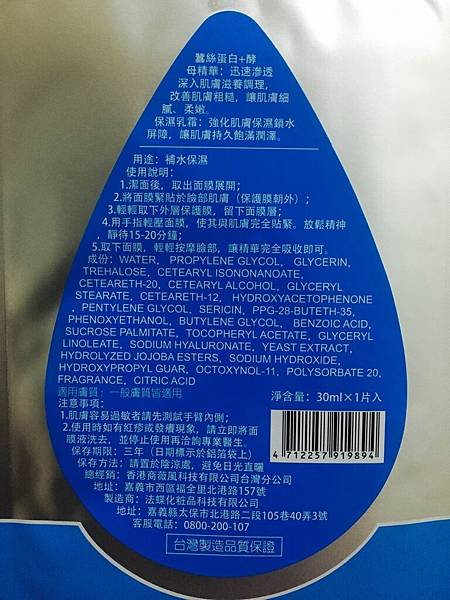 蠶絲蛋白+酵
母精華：迅速滲透
深入肌膚滋養調理，
改善肌膚粗糙，讓肌膚細
膩、柔嫩。
保濕乳霜：強化肌膚保濕鎖水
屏障，讓肌膚持久飽滿潤澤。
用途：補水保濕
使用說明：
1.潔面後，取出面膜展開；
2.將面膜緊貼於臉部肌膚（保護膜朝外）；
3.輕輕取下外層保護膜，留下面膜層；
4.用手指輕壓面膜，使其與肌膚完全貼緊。放鬆精神
，靜待15-20分鐘；
5.取下面膜，輕輕按摩臉部，讓精華完全吸收即可。
成份：WATER, PROPYLENE GLYCOL, GLYCERIN,
TREHALOSE, CETEARYL ISONONANOATE,
CETEARETH-20, CETEARYL ALCOHOL, GLYCERYL
STEARATE, CETEARETH-12, HYDROXYACETOPHENONE
, PENTYLENE GLYCOL, SERICIN, PPG-28-BUTETH-35,
PHENOXYETHANOL, BUTYLENE GLYCOL, BENZOIC ACID,
SUCROSE PALMITATE, TOCOPHERYL ACETATE, GLYCERYL
LINOLEATE, SODIUM HYALURONATE, YEAST EXTRACT,
HYDROLYZED JOJOBA ESTERS, SODIUM HYDROXIDE,
HYDROXYPROPYL GUAR, OCTOXYNOL-11, POLYSORBATE 20,
FRAGRANCE, CITRIC ACID
適用膚質：一般膚質皆適用
淨含量：30ml×1片入
注意事項：
1.肌膚容易過敏者請先測試手臂內側；
2.使用時如有紅疹或發癢現象，請立即將面
膜液洗去，並停止使用再洽詢專業醫生。
保存期限：三年（日期標示於鋁箔袋上）
保存方法：請置於陰涼處，避免日光直曬
4 712257 919894
總經銷：香港商薇風科技有限公司台灣分公司
地址：嘉義市西區福全里北港路157號
製造商：法蝶化粧品科技有限公司
地址：嘉義縣太保市北港路二段105巷40弄3號
客服電話：0800-200-107
台灣製造品質保證